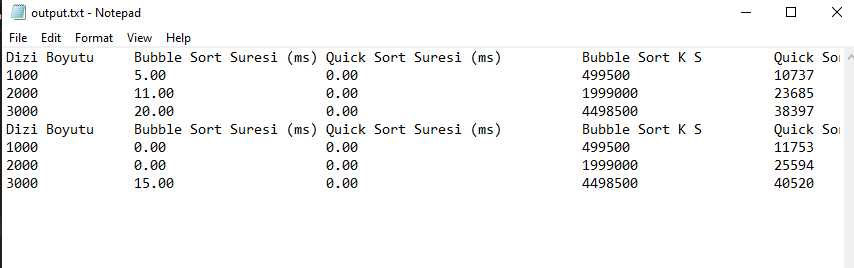 output.txt - Notepad
File Edit Format View Help
Dizi Boyutu Bubble Sort Suresi (ms) Quick Sort Suresi (ms) Bubble Sort K S Quick
1000 5.00 0.00 499500 10737
2000 11.00 0.00 1999000 23685
3000 20.00 0.00 4498500 38397
Dizi Boyutu Bubble Sort Suresi (ms) Quick Sort Suresi (ms) Bubble Sort K S Quick
1000 0.00 0.00 499500 11753
2000 0.00 0.00 1999000 25594
3000 15.00 0.00 4498500 40520